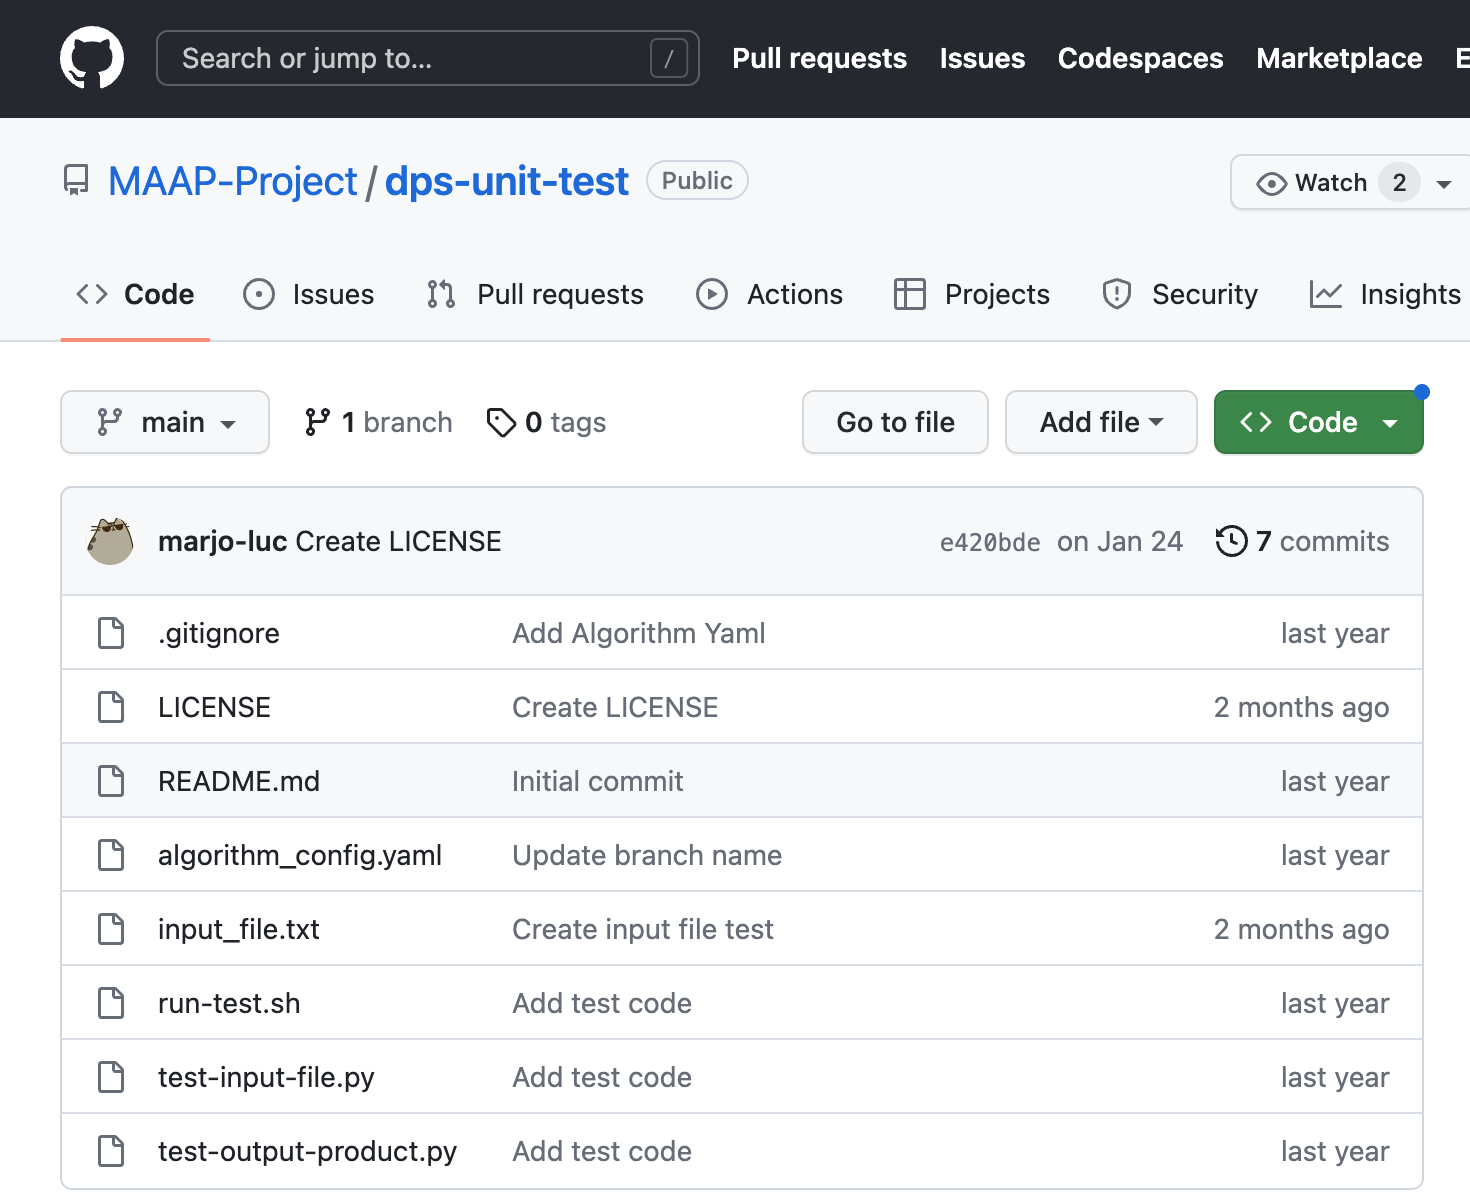 Search or jump to... / Pull requests Issues Codespaces Marketplace E
MAAP-Project / dps-unit-test Public Watch 2
Code Issues Pull requests Actions Projects Security Insights
main 1 branch 0 tags Go to file Add file Code
marjo-luc Create LICENSE e420bde on Jan 24 7 commits
.gitignore Add Algorithm Yaml last year
LICENSE Create LICENSE 2 months ago
README.md Initial commit last year
algorithm_config.yaml Update branch name last year
input_file.txt Create input file test 2 months ago
run-test.sh Add test code last year
test-input-file.py Add test code last year
test-output-product.py Add test code last year